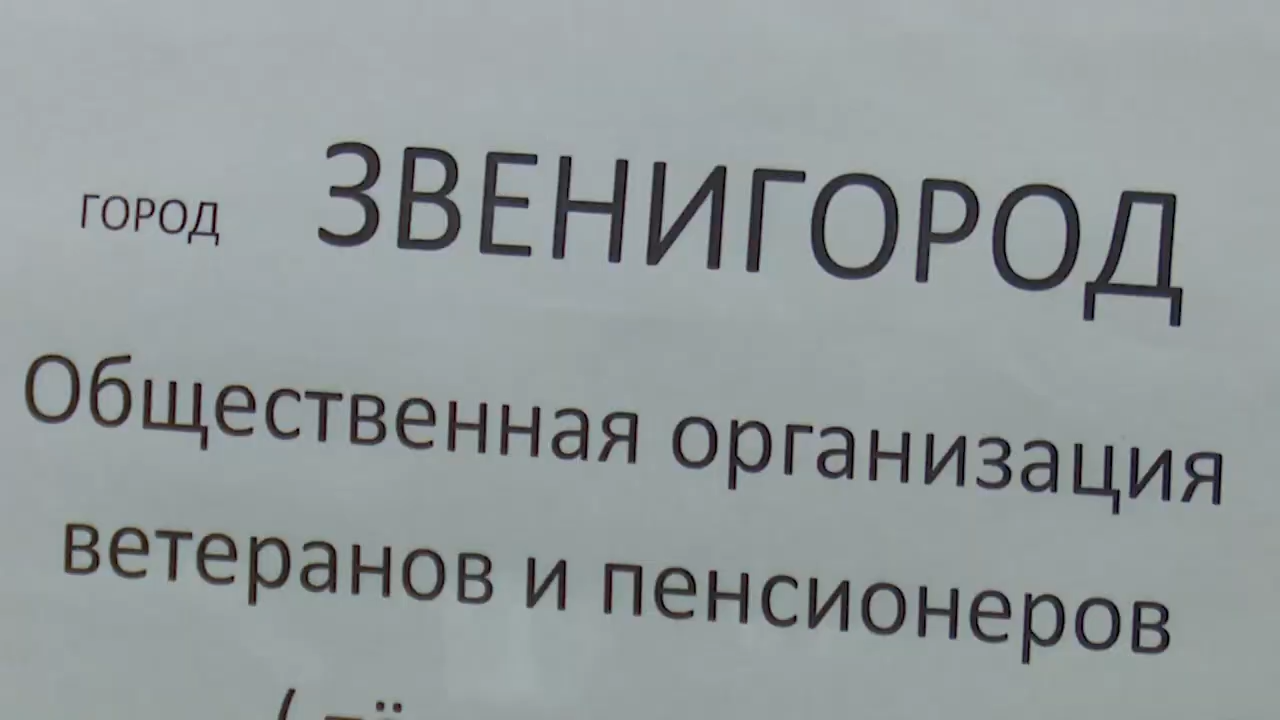 ГОРОД ЗВЕНИГОРОД
Общественная организация
ветеранов и пенсионеров